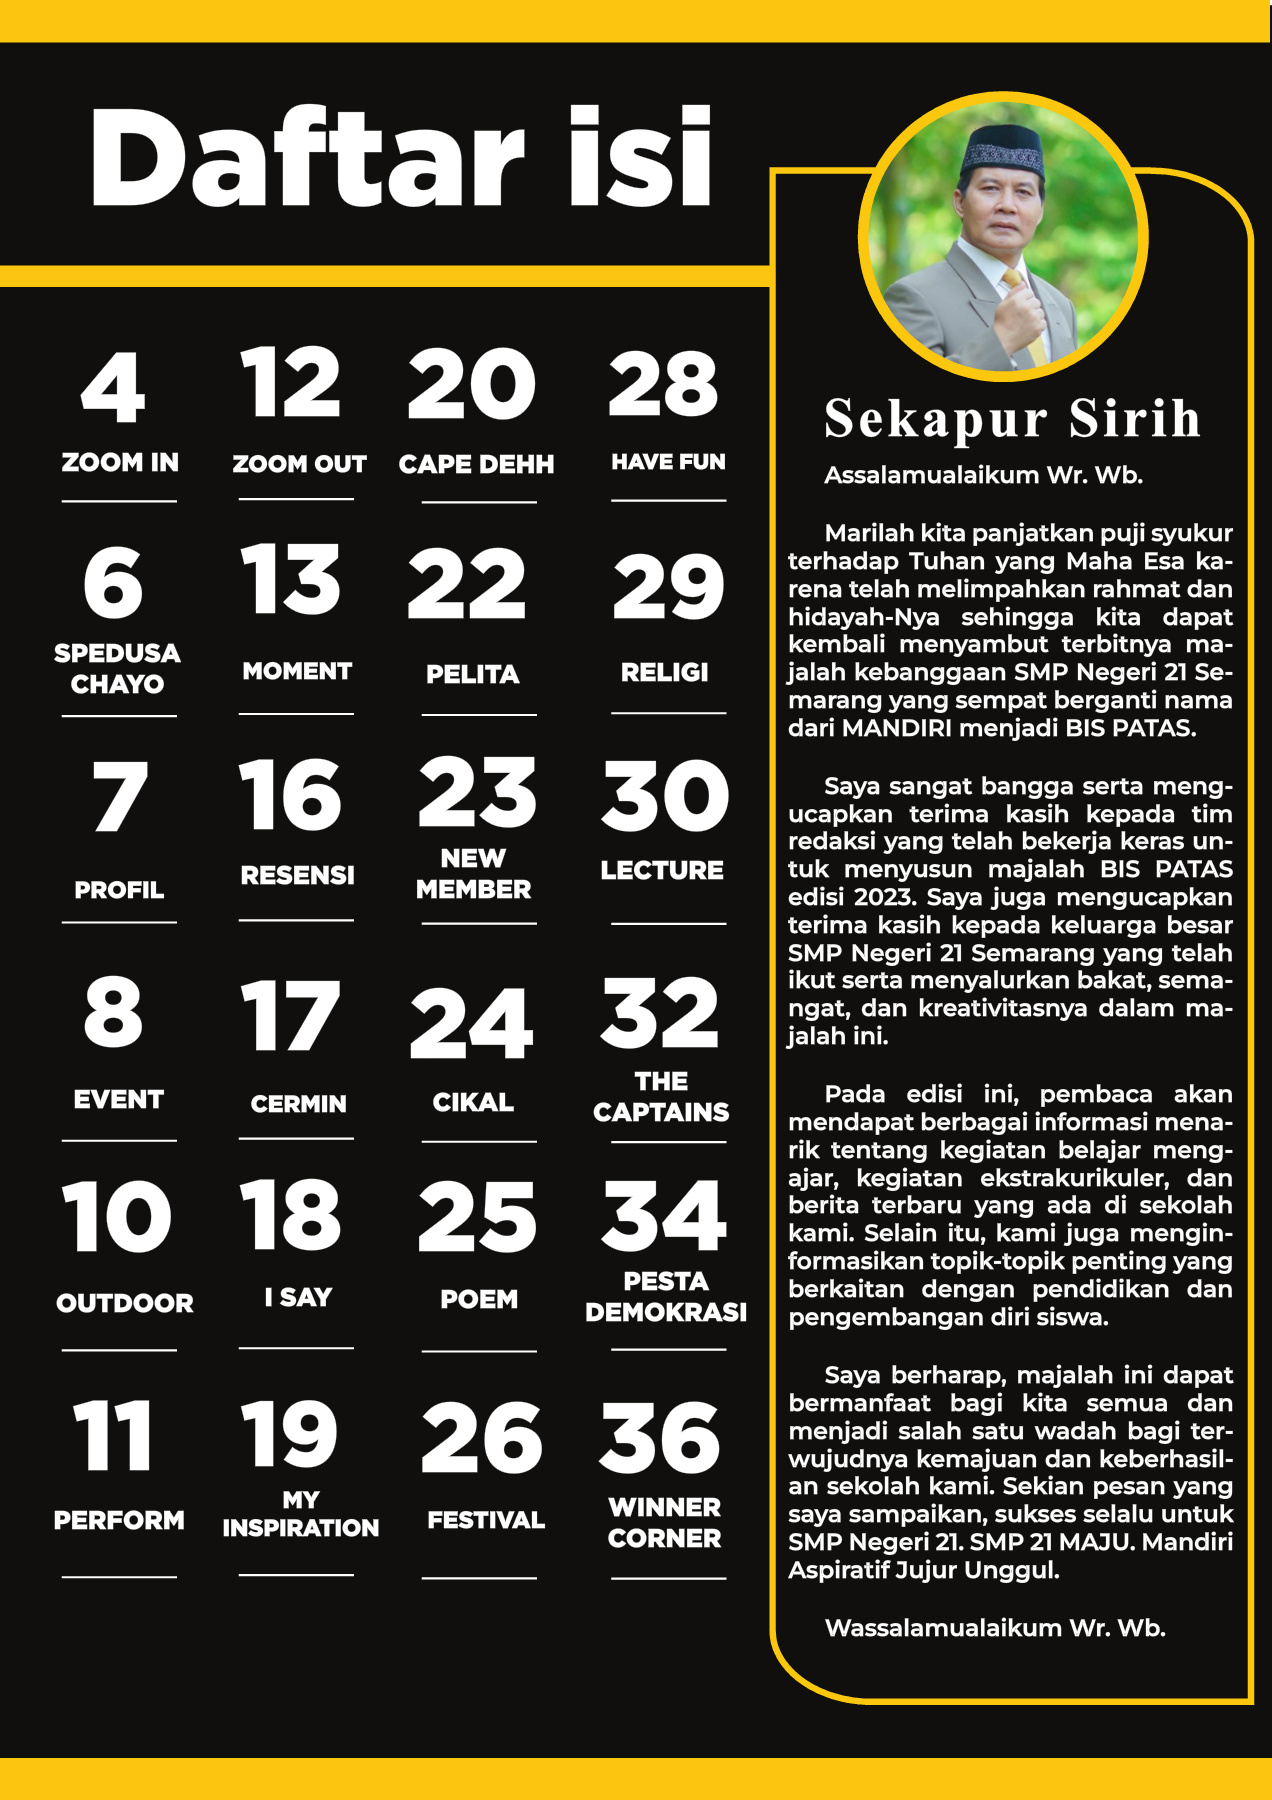 Daftar isi
4
ZOOM IN
6
SPEDUSA
CHAYO
7
PROFIL
8
EVENT
10
OUTDOOR
11
PERFORM
12
ZOOM OUT
13
MOMENT
16
RESENSI
17
CERMIN
18
I SAY
19
MY
INSPIRATION
20
CAPE DEHH
22
PELITA
23
NEW
MEMBER
24
CIKAL
25
POEM
26
FESTIVAL
28
HAVE FUN
29
RELIGI
30
LECTURE
32
THE
CAPTAINS
34
PESTA
DEMOKRASI
36
WINNER
CORNER
Sekapur Sirih
Assalamualaikum Wr. Wb.
Marilah kita panjatkan puji syukur
terhadap Tuhan yang Maha Esa ka-
rena telah melimpahkan rahmat dan
hidayah-Nya sehingga kita dapat
kembali menyambut terbitnya ma-
jalah kebanggaan SMP Negeri 21 Se-
marang yang sempat berganti nama
dari MANDIRI menjadi BIS PATAS.
Saya sangat bangga serta meng-
ucapkan terima kasih kepada tim
redaksi yang telah bekerja keras un-
tuk menyusun majalah BIS PATAS
edisi 2023. Saya juga mengucapkan
terima kasih kepada keluarga besar
SMP Negeri 21 Semarang yang telah
ikut serta menyalurkan bakat, sema-
ngat, dan kreativitasnya dalam ma-
jalah ini.
Pada edisi ini, pembaca akan
mendapat berbagai informasi mena-
rik tentang kegiatan belajar meng-
ajar, kegiatan ekstrakurikuler, dan
berita terbaru yang ada di sekolah
kami. Selain itu, kami juga mengin-
formasikan topik-topik penting yang
berkaitan dengan pendidikan dan
pengembangan diri siswa.
Saya berharap, majalah ini dapat
bermanfaat bagi kita semua dan
menjadi salah satu wadah bagi ter-
wujudnya kemajuan dan keberhasil-
an sekolah kami. Sekian pesan yang
saya sampaikan, sukses selalu untuk
SMP Negeri 21. SMP 21 MAJU. Mandiri
Aspiratif Jujur Unggul.
Wassalamualaikum Wr. Wb.